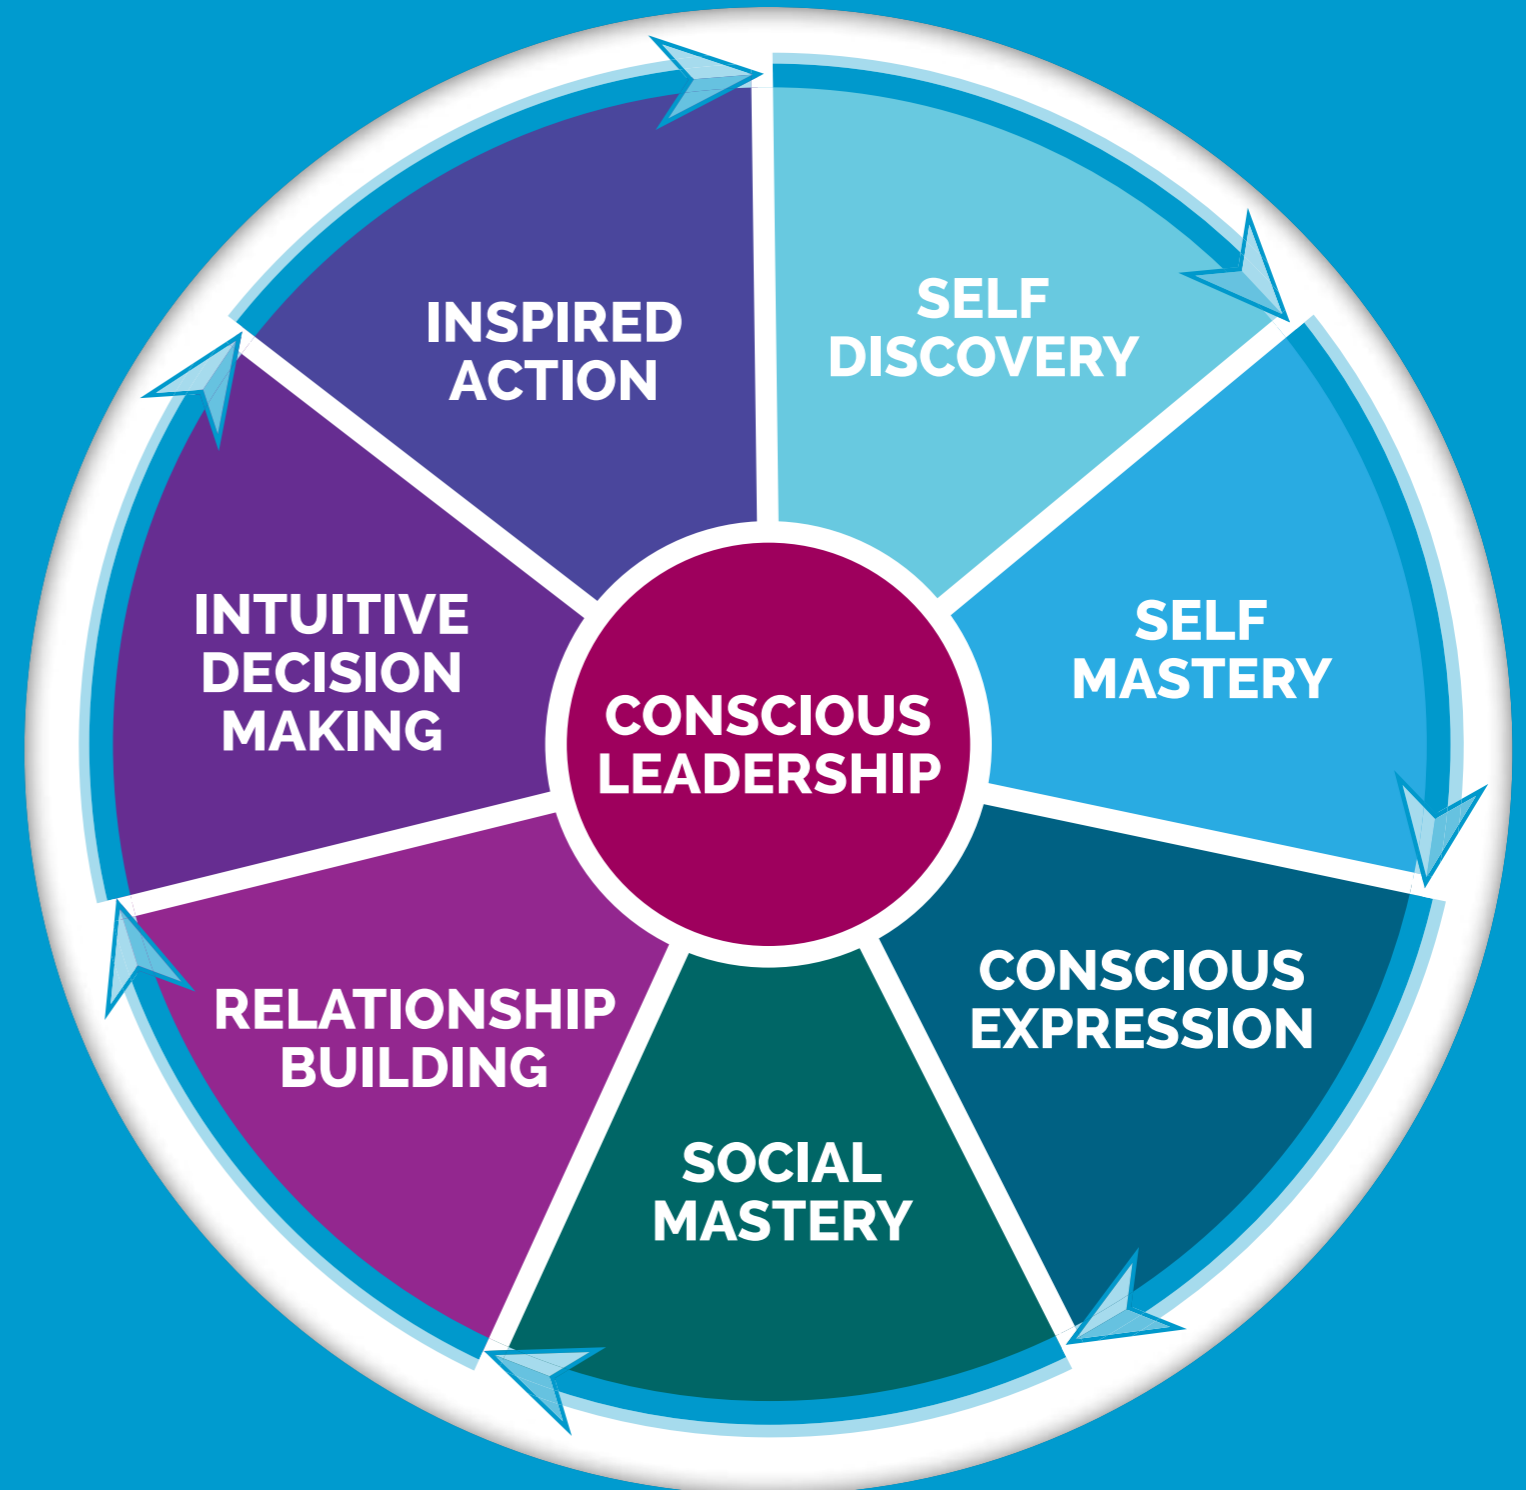 INSPIRED
ACTION
SELF
DISCOVERY
SELF
MASTERY
CONSCIOUS
EXPRESSION
SOCIAL
MASTERY
RELATIONSHIP
BUILDING
INTUITIVE
DECISION
MAKING
CONSCIOUS
LEADERSHIP